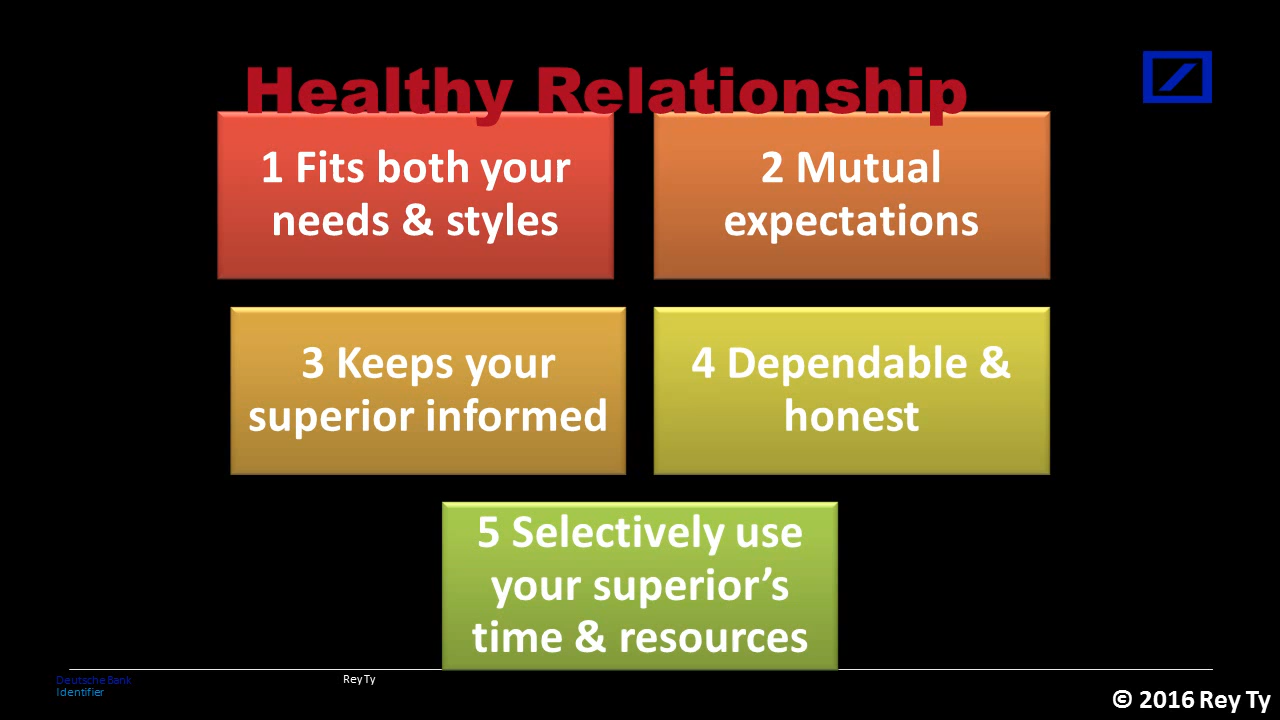 Healthy Relationship
1 Fits both your
needs & styles
2 Mutual
expectations
3 Keeps your
superior informed
4 Dependable &
honest
5 Selectively use
your superior’s
time & resources
Deutsche Bank
Identifier
Rey Ty
© 2016 Rey Ty